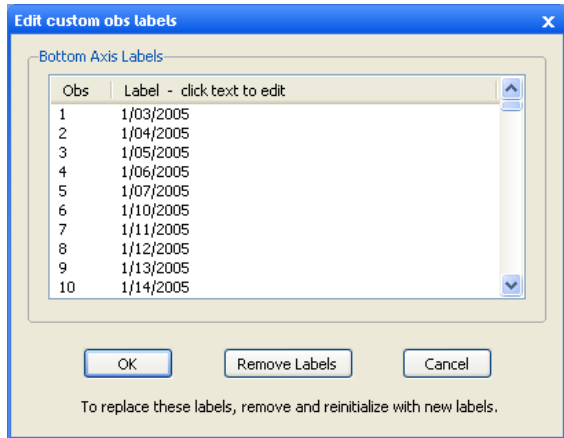 Edit custom obs labels x
Bottom Axis Labels
Obs Label - click text to edit
1 1/03/2005
2 1/04/2005
3 1/05/2005
4 1/06/2005
5 1/07/2005
6 1/10/2005
7 1/11/2005
8 1/12/2005
9 1/13/2005
10 1/14/2005
OK Remove Labels Cancel
To replace these labels, remove and reinitialize with new labels.